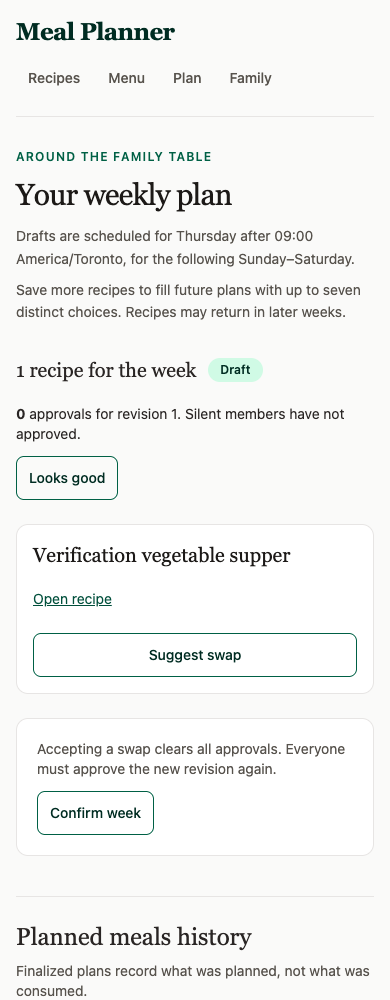 Meal Planner
Recipes Menu Plan Family
AROUND THE FAMILY TABLE
Your weekly plan
Drafts are scheduled for Thursday after 09:00
America/Toronto, for the following Sunday–Saturday.
Save more recipes to fill future plans with up to seven
distinct choices. Recipes may return in later weeks.
1 recipe for the week Draft
0 approvals for revision 1. Silent members have not
approved.
Looks good
Verification vegetable supper
Open recipe
Suggest swap
Accepting a swap clears all approvals. Everyone
must approve the new revision again.
Confirm week
Planned meals history
Finalized plans record what was planned, not what was
consumed.